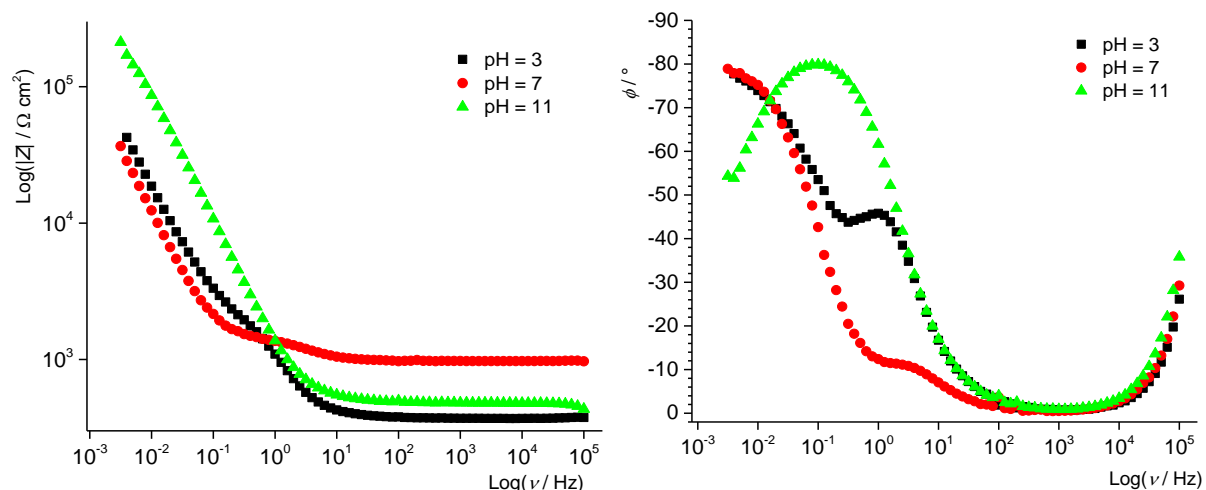 Log(|Z| / Ω cm²)
10⁵
10⁴
10³
pH = 3
pH = 7
pH = 11
10⁻³ 10⁻² 10⁻¹ 10⁰ 10¹ 10² 10³ 10⁴ 10⁵
Log(ν / Hz)
ϕ / °
-90
-80
-70
-60
-50
-40
-30
-20
-10
0
pH = 3
pH = 7
pH = 11
10⁻³ 10⁻² 10⁻¹ 10⁰ 10¹ 10² 10³ 10⁴ 10⁵
Log(ν / Hz)